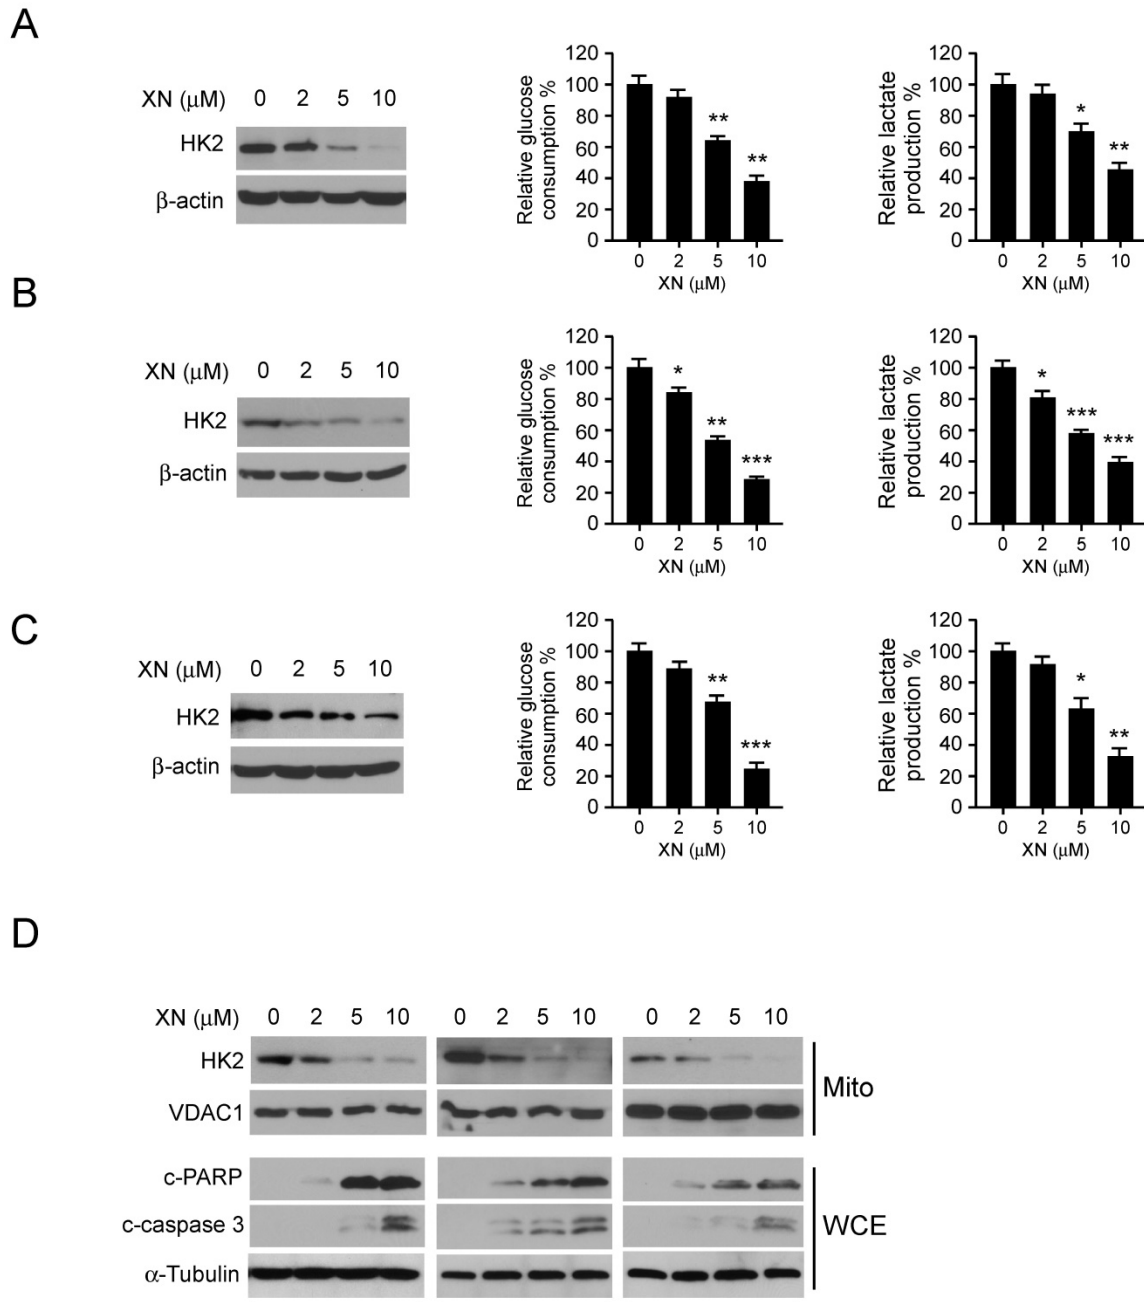 A
XN (μM) 0 2 5 10
HK2
β-actin
Relative glucose
consumption %
120
100
80
60
40
20
0
**
**
0 2 5 10
XN (μM)
Relative lactate
production %
120
100
80
60
40
20
0
*
**
0 2 5 10
XN (μM)
B
XN (μM) 0 2 5 10
HK2
β-actin
Relative glucose
consumption %
120
100
80
60
40
20
0
*
**
***
0 2 5 10
XN (μM)
Relative lactate
production %
120
100
80
60
40
20
0
*
***
***
0 2 5 10
XN (μM)
C
XN (μM) 0 2 5 10
HK2
β-actin
Relative glucose
consumption %
120
100
80
60
40
20
0
**
***
0 2 5 10
XN (μM)
Relative lactate
production %
120
100
80
60
40
20
0
*
**
0 2 5 10
XN (μM)
D
XN (μM) 0 2 5 10 0 2 5 10 0 2 5 10
HK2
VDAC1
Mito
c-PARP
c-caspase 3
α-Tubulin
WCE